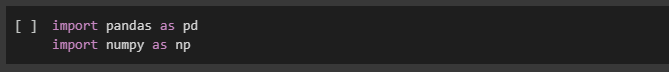 [ ] import pandas as pd
import numpy as np